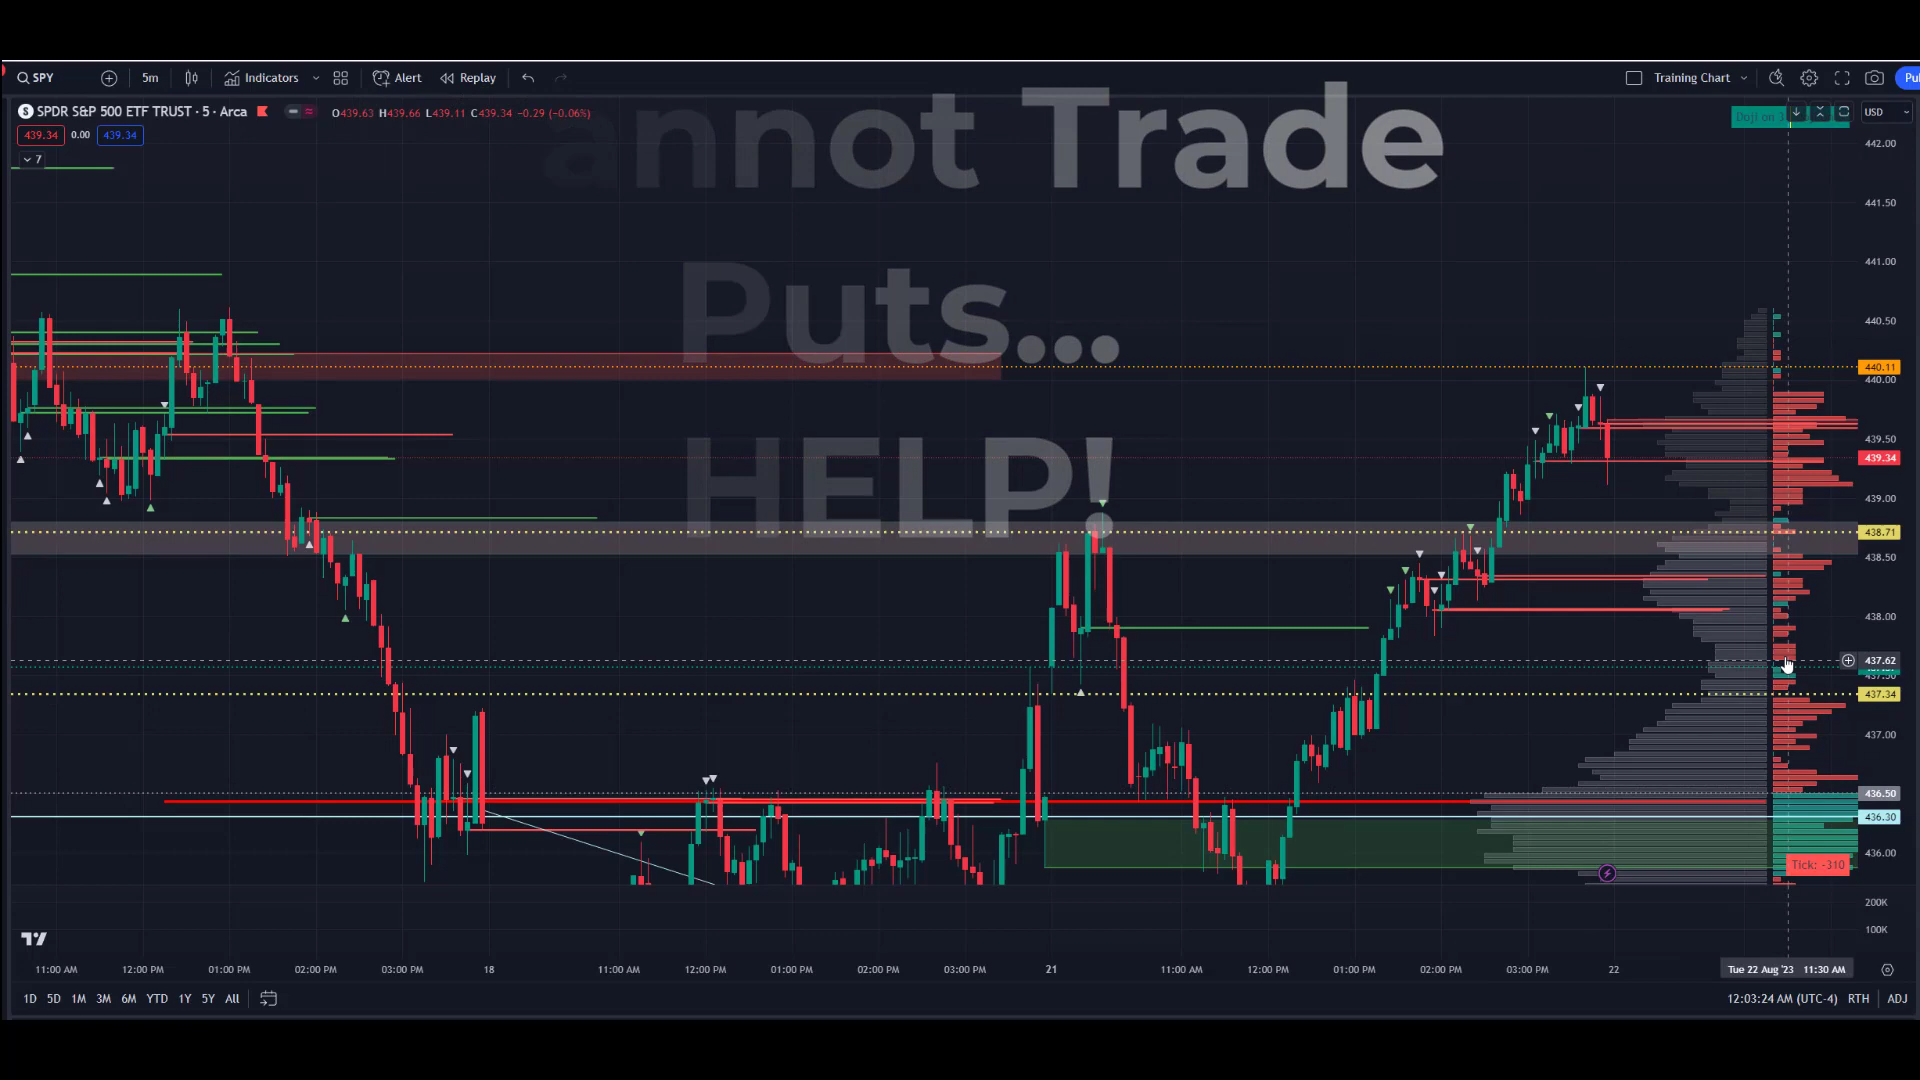 SPY
5m
Indicators
Alert
Replay
Training Chart
Pu
SPDR S&P 500 ETF TRUST · 5 · Arca
O439.63 H439.66 L439.11 C439.34 -0.29 (-0.06%)
USD
439.34 0.00 439.34
7
Doji on
annot Trade
Puts...
HELP!
442.00
441.50
441.00
440.50
440.11
440.00
439.50
439.34
439.00
438.71
438.50
438.00
437.62
437.50
437.34
437.00
436.50
436.30
436.00
Tick: -310
200K
100K
11:00 AM 12:00 PM 01:00 PM 02:00 PM 03:00 PM 18 11:00 AM 12:00 PM 01:00 PM 02:00 PM 03:00 PM 21 11:00 AM 12:00 PM 01:00 PM 02:00 PM 03:00 PM 22 Tue 22 Aug '23 11:30 AM
1D 5D 1M 3M 6M YTD 1Y 5Y All
12:03:24 AM (UTC-4) RTH ADJ